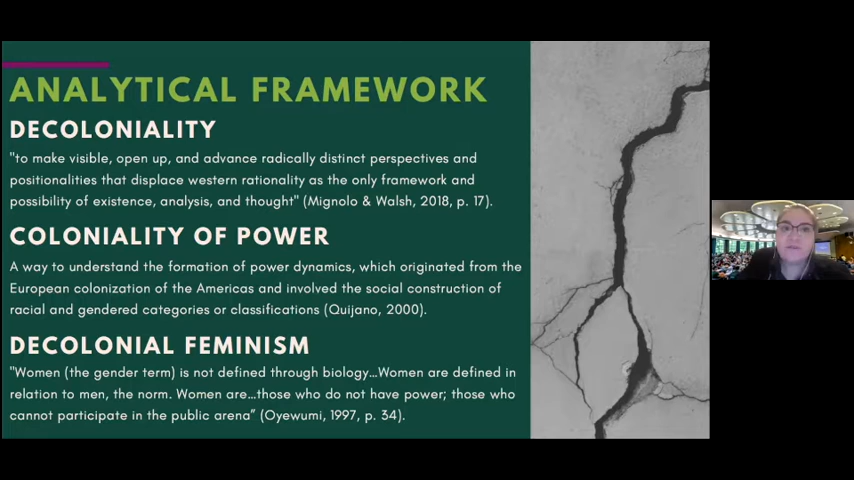 ANALYTICAL FRAMEWORK
DECOLONIALITY
"to make visible, open up, and advance radically distinct perspectives and
positionalities that displace western rationality as the only framework and
possibility of existence, analysis, and thought" (Mignolo & Walsh, 2018, p. 17).
COLONIALITY OF POWER
A way to understand the formation of power dynamics, which originated from the
European colonization of the Americas and involved the social construction of
racial and gendered categories or classifications (Quijano, 2000).
DECOLONIAL FEMINISM
"Women (the gender term) is not defined through biology...Women are defined in
relation to men, the norm. Women are...those who do not have power; those who
cannot participate in the public arena" (Oyewumi, 1997, p. 34).